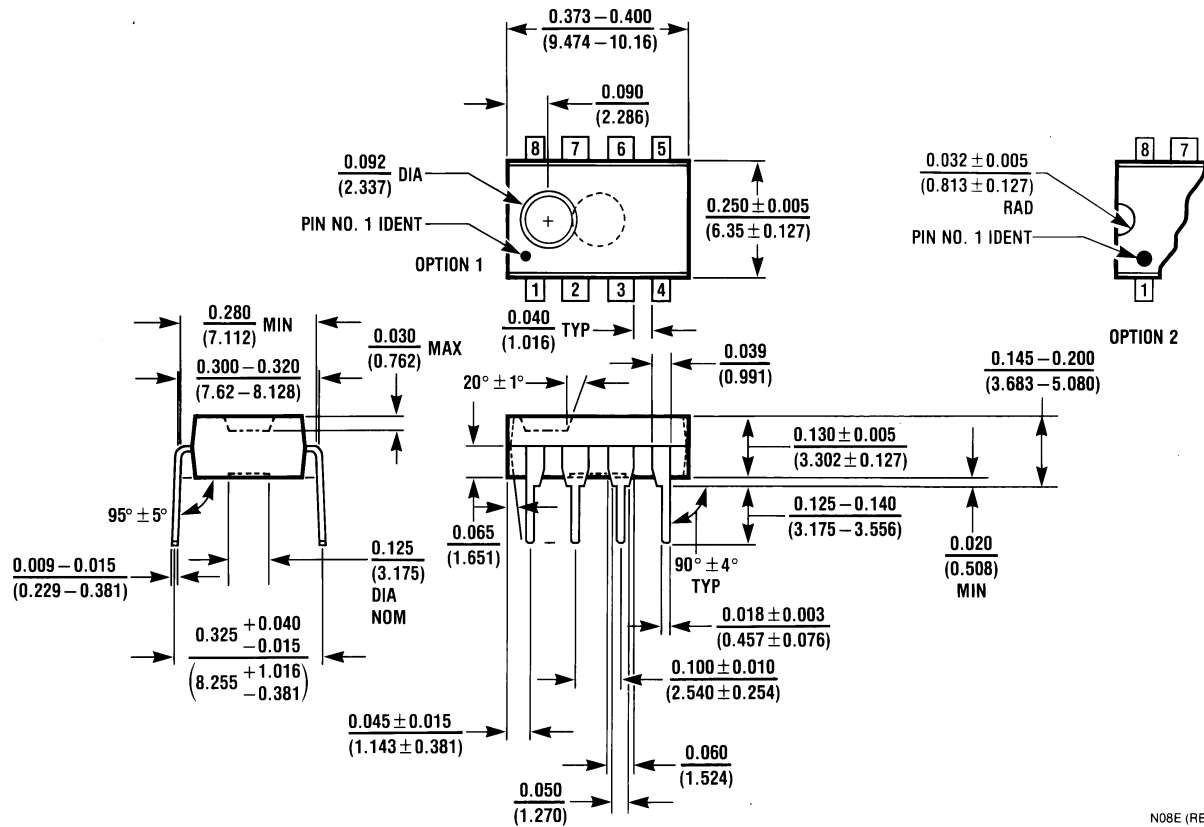 0.373 – 0.400
(9.474 – 10.16)
0.090
(2.286)
8 7 6 5
0.092 DIA
(2.337)
PIN NO. 1 IDENT
OPTION 1
1 2 3 4
0.250 ± 0.005
(6.35 ± 0.127)
0.032 ± 0.005
(0.813 ± 0.127)
RAD
PIN NO. 1 IDENT
8 7
1
OPTION 2
0.280 MIN
(7.112)
0.300 – 0.320
(7.62 – 8.128)
0.030 MAX
(0.762)
0.040 TYP
(1.016)
20° ± 1°
0.039
(0.991)
0.145 – 0.200
(3.683 – 5.080)
0.130 ± 0.005
(3.302 ± 0.127)
0.125 – 0.140
(3.175 – 3.556)
0.020
(0.508)
MIN
95° ± 5°
0.009 – 0.015
(0.229 – 0.381)
0.125
(3.175)
DIA
NOM
0.065
(1.651)
90° ± 4°
TYP
0.018 ± 0.003
(0.457 ± 0.076)
0.325 +0.040
−0.015
(8.255 +1.016
−0.381)
0.100 ± 0.010
(2.540 ± 0.254)
0.045 ± 0.015
(1.143 ± 0.381)
0.060
(1.524)
0.050
(1.270)
N08E (RE